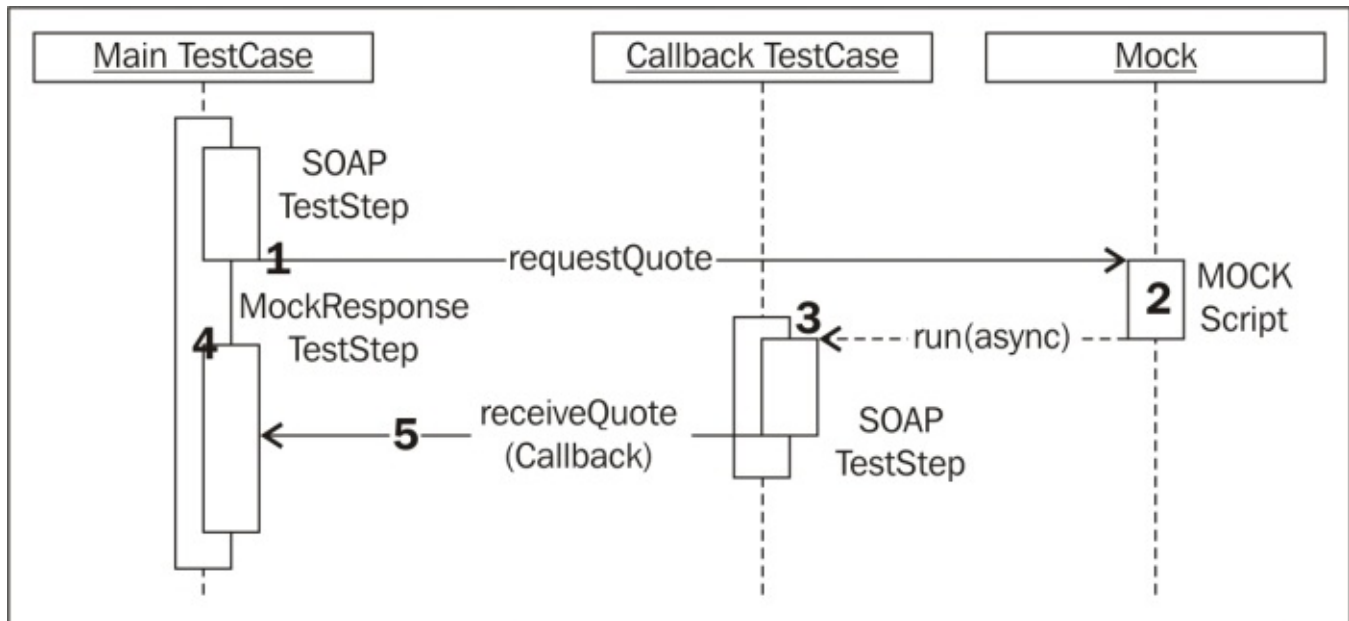 Main TestCase
Callback TestCase
Mock
SOAP
TestStep
1
requestQuote
2
MOCK
Script
MockResponse
TestStep
3
run(async)
4
receiveQuote
(Callback)
5
SOAP
TestStep